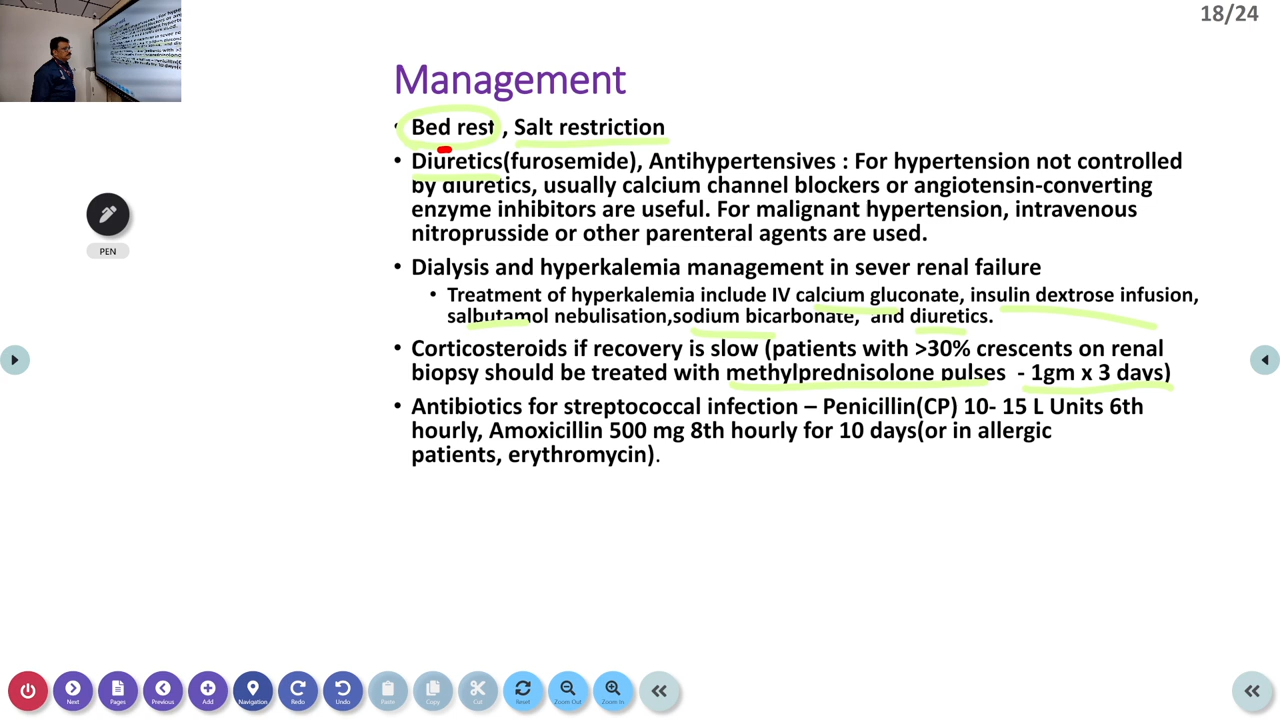 18/24
Management
• Bed rest , Salt restriction
• Diuretics(furosemide), Antihypertensives : For hypertension not controlled
by diuretics, usually calcium channel blockers or angiotensin-converting
enzyme inhibitors are useful. For malignant hypertension, intravenous
nitroprusside or other parenteral agents are used.
PEN
• Dialysis and hyperkalemia management in sever renal failure
• Treatment of hyperkalemia include IV calcium gluconate, insulin dextrose infusion,
salbutamol nebulisation,sodium bicarbonate, and diuretics.
• Corticosteroids if recovery is slow (patients with >30% crescents on renal
biopsy should be treated with methylprednisolone pulses - 1gm x 3 days)
• Antibiotics for streptococcal infection – Penicillin(CP) 10- 15 L Units 6th
hourly, Amoxicillin 500 mg 8th hourly for 10 days(or in allergic
patients, erythromycin).
Next Pages Previous Add Navigation Redo Undo Paste Copy Cut Reset Zoom Out Zoom In